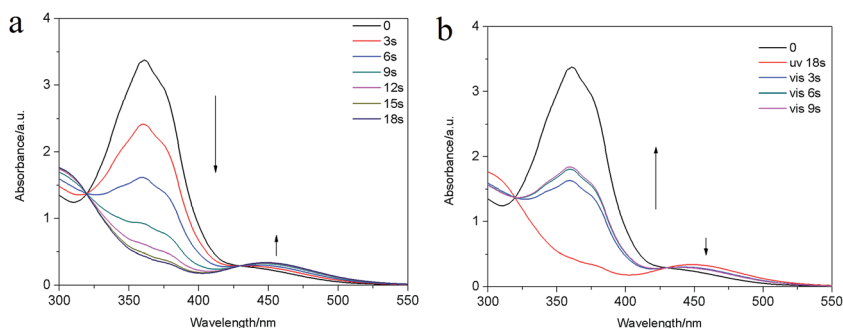 a
4
3
2
1
0
300
350
400
450
500
550
Absorbance/a.u.
Wavelength/nm
0
3s
6s
9s
12s
15s
18s
b
4
3
2
1
0
300
350
400
450
500
550
Absorbance/a.u.
Wavelength/nm
0
uv 18s
vis 3s
vis 6s
vis 9s